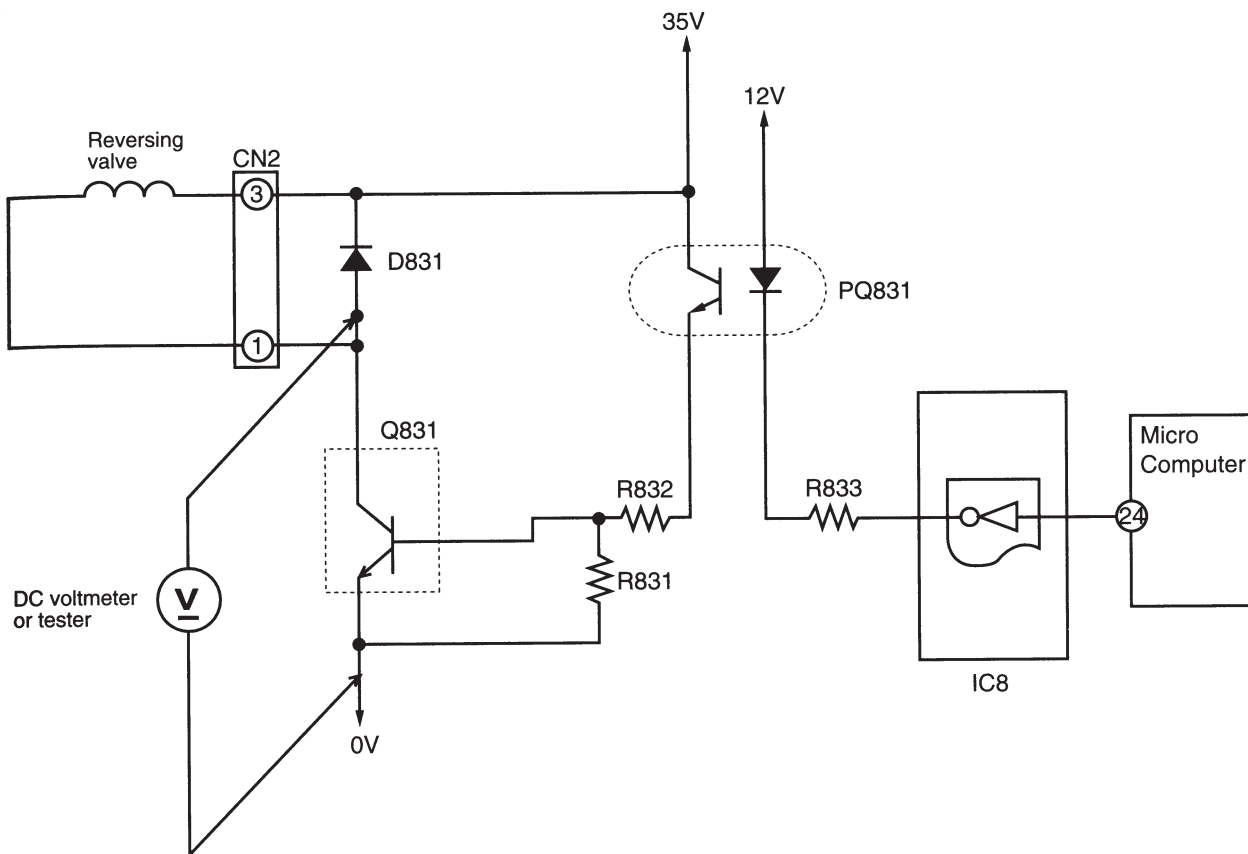 35V
12V
Reversing
valve
CN2
3
D831
PQ831
1
Q831
R832
R833
Micro
Computer
24
R831
DC voltmeter
or tester
V
IC8
0V